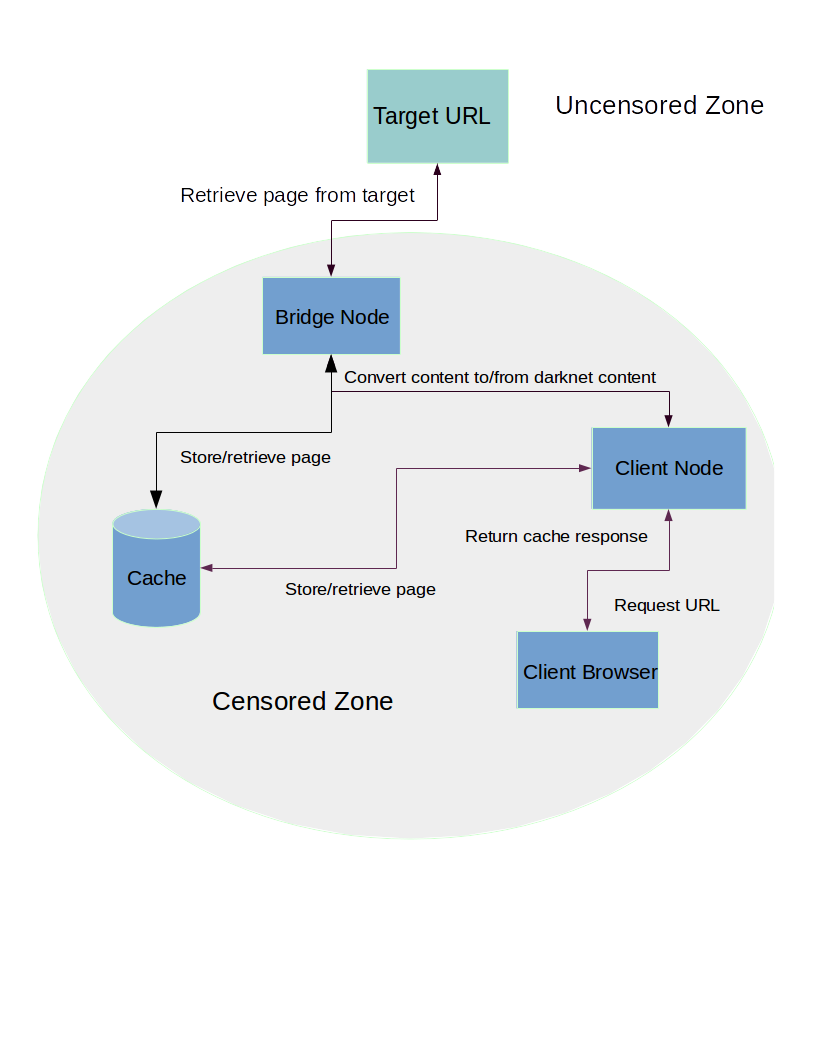 Target URL
Uncensored Zone
Retrieve page from target
Bridge Node
Convert content to/from darknet content
Store/retrieve page
Client Node
Return cache response
Cache
Store/retrieve page
Request URL
Client Browser
Censored Zone